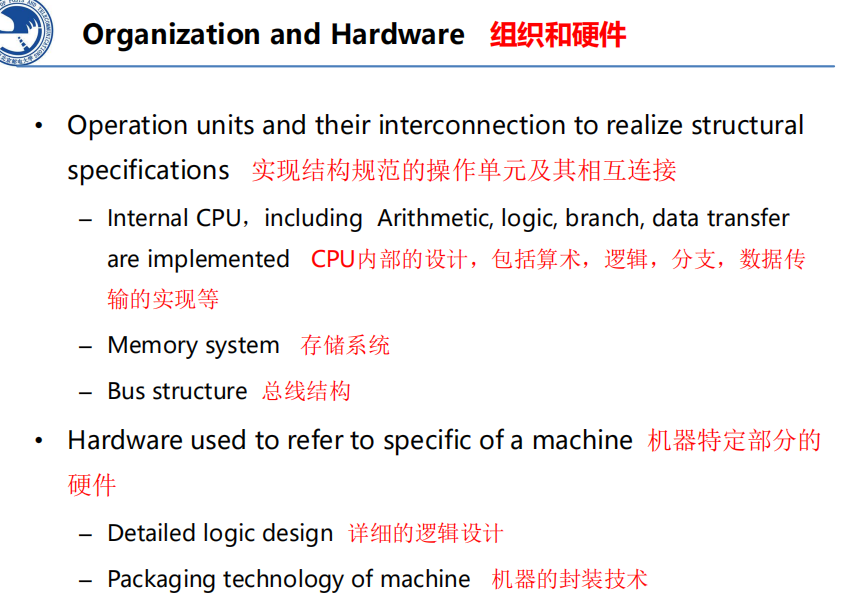 Organization and Hardware 组织和硬件
• Operation units and their interconnection to realize structural
specifications 实现结构规范的操作单元及其相互连接
– Internal CPU，including Arithmetic, logic, branch, data transfer
are implemented CPU内部的设计，包括算术，逻辑，分支，数据传
输的实现等
– Memory system 存储系统
– Bus structure 总线结构
• Hardware used to refer to specific of a machine 机器特定部分的
硬件
– Detailed logic design 详细的逻辑设计
– Packaging technology of machine 机器的封装技术